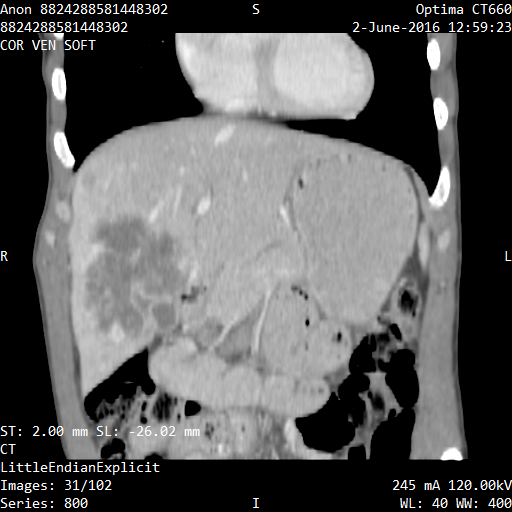 Anon 8824288581448302 S Optima CT660
8824288581448302 2-June-2016 12:59:23
COR VEN SOFT
R L
ST: 2.00 mm SL: -26.02 mm
CT
LittleEndianExplicit
Images: 31/102 245 mA 120.00kV
Series: 800 I WL: 40 WW: 400